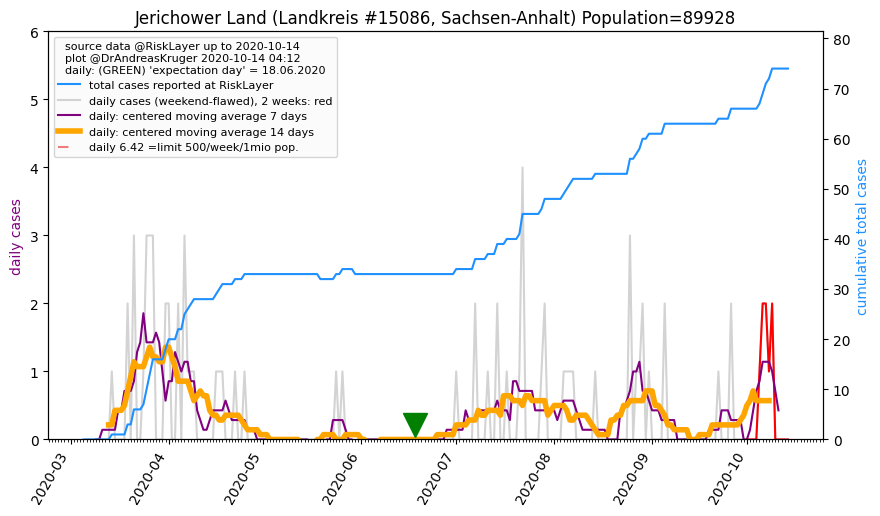 Jerichower Land (Landkreis #15086, Sachsen-Anhalt) Population=89928
source data @RiskLayer up to 2020-10-14
plot @DrAndreasKruger 2020-10-14 04:12
daily: (GREEN) 'expectation day' = 18.06.2020
total cases reported at RiskLayer
daily cases (weekend-flawed), 2 weeks: red
daily: centered moving average 7 days
daily: centered moving average 14 days
daily 6.42 =limit 500/week/1mio pop.
daily cases
6
5
4
3
2
1
0
cumulative total cases
80
70
60
50
40
30
20
10
0
2020-03
2020-04
2020-05
2020-06
2020-07
2020-08
2020-09
2020-10